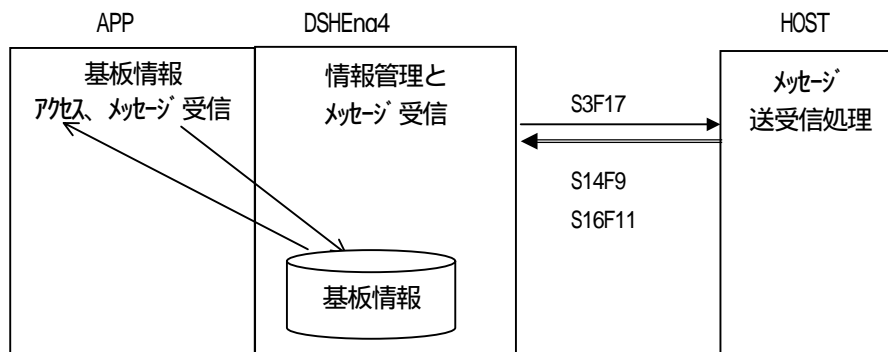 APP
DSHEna4
HOST
基板情報
ｱｸｾｽ、ﾒｯｾｰｼﾞ受信
情報管理と
ﾒｯｾｰｼﾞ受信
S3F17
S14F9
S16F11
ﾒｯｾｰｼﾞ
送受信処理
基板情報